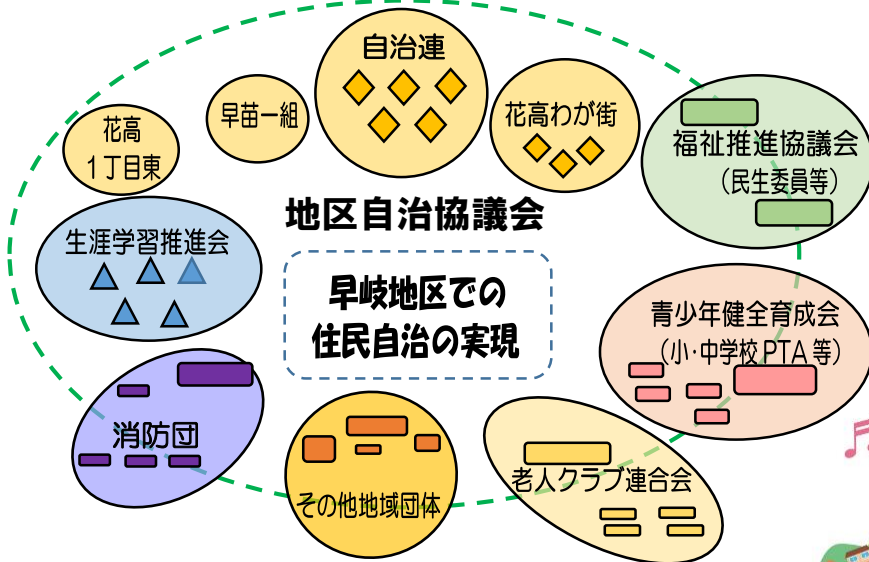 自治連
早苗一組
花高わが街
花高
１丁目東
福祉推進協議会
（民生委員等）
地区自治協議会
生涯学習推進会
早岐地区での
住民自治の実現
青少年健全育成会
（小・中学校PTA等）
消防団
老人クラブ連合会
その他地域団体